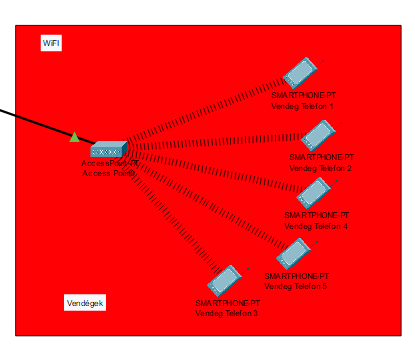 WiFi
SMARTPHONE-PT
Vendeg Telefon 1
SMARTPHONE-PT
Vendeg Telefon 2
AccessPoint-PT
Access Point0
SMARTPHONE-PT
Vendeg Telefon 4
SMARTPHONE-PT
Vendeg Telefon 5
SMARTPHONE-PT
Vendeg Telefon 3
Vendégek